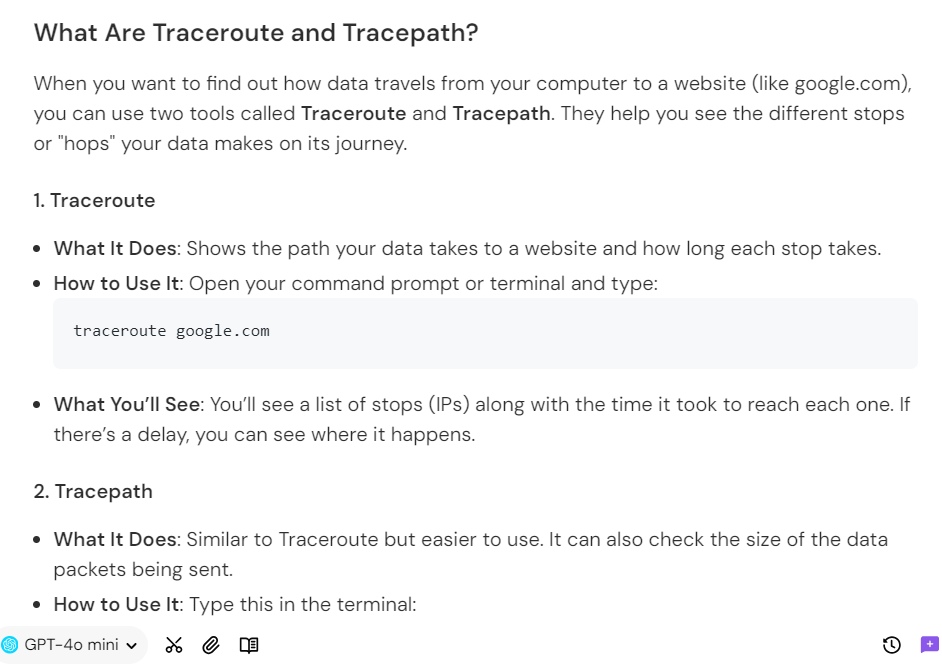 What Are Traceroute and Tracepath?
When you want to find out how data travels from your computer to a website (like google.com),
you can use two tools called Traceroute and Tracepath. They help you see the different stops
or "hops" your data makes on its journey.
1. Traceroute
• What It Does: Shows the path your data takes to a website and how long each stop takes.
• How to Use It: Open your command prompt or terminal and type:
traceroute google.com
• What You’ll See: You’ll see a list of stops (IPs) along with the time it took to reach each one. If
there’s a delay, you can see where it happens.
2. Tracepath
• What It Does: Similar to Traceroute but easier to use. It can also check the size of the data
packets being sent.
• How to Use It: Type this in the terminal:
GPT-4o mini